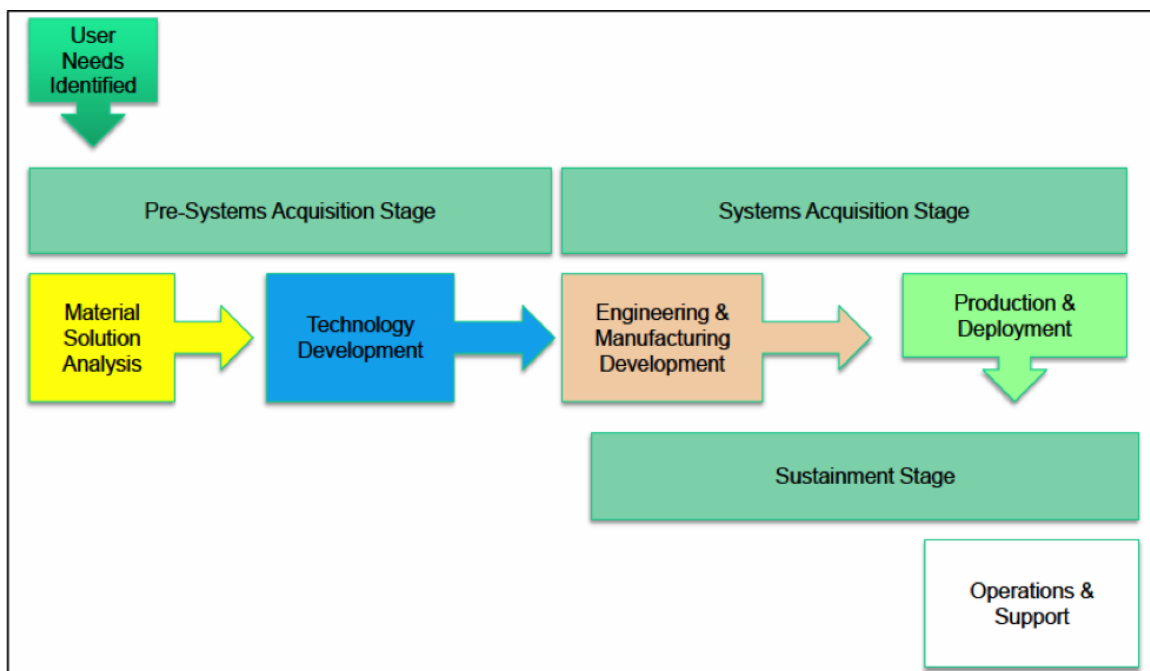 User
Needs
Identified
Pre-Systems Acquisition Stage
Systems Acquisition Stage
Material
Solution
Analysis
Technology
Development
Engineering &
Manufacturing
Development
Production &
Deployment
Sustainment Stage
Operations &
Support